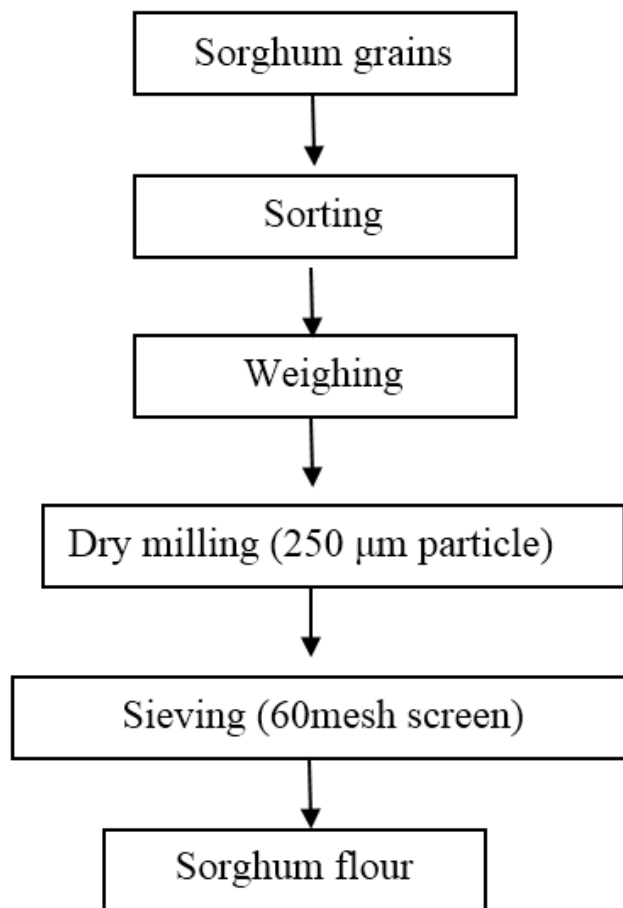 Sorghum grains
Sorting
Weighing
Dry milling (250 μm particle)
Sieving (60mesh screen)
Sorghum flour